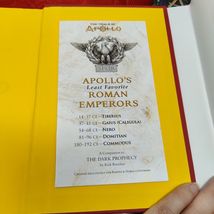 THE TRIALS OF
APOLLO
APOLLO'S
Least Favorite
ROMAN
EMPERORS
14–37 CE—TIBERIUS
37–41 CE—GAIUS (CALIGULA)
54–68 CE—NERO
81–96 CE—DOMITIAN
180–192 CE—COMMODUS
A Companion to
THE DARK PROPHECY
by Rick Riordan